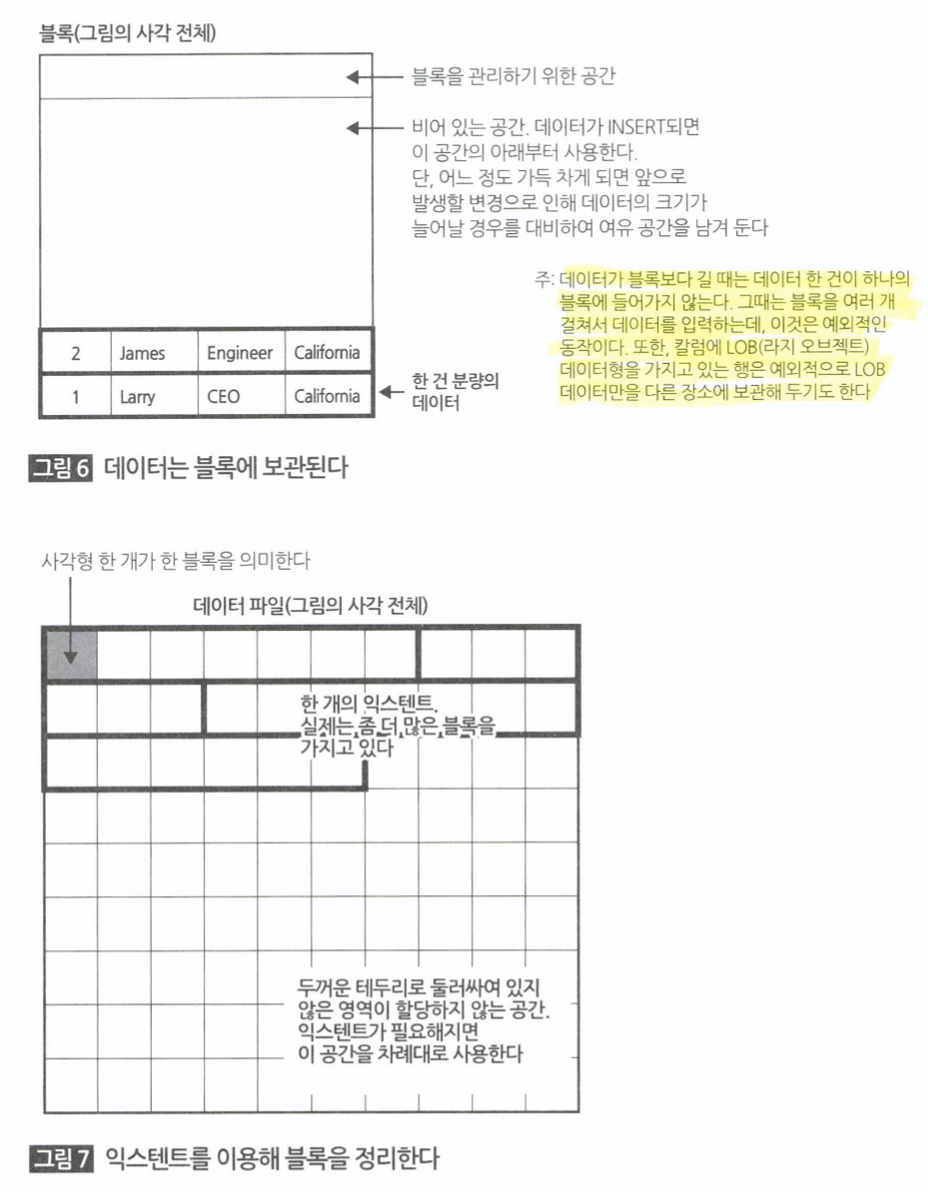 블록(그림의 사각 전체)
블록을 관리하기 위한 공간
비어 있는 공간. 데이터가 INSERT되면
이 공간의 아래부터 사용한다.
단, 어느 정도 가득 차게 되면 앞으로
발생할 변경으로 인해 데이터의 크기가
늘어날 경우를 대비하여 여유 공간을 남겨 둔다
주: 데이터가 블록보다 길 때는 데이터 한 건이 하나의
블록에 들어가지 않는다. 그때는 블록을 여러 개
걸쳐서 데이터를 입력하는데, 이것은 예외적인
동작이다. 또한, 칼럼에 LOB(라지 오브젝트)
데이터형을 가지고 있는 행은 예외적으로 LOB
데이터만을 다른 장소에 보관해 두기도 한다
2 James Engineer California
1 Larry CEO California
한 건 분량의
데이터
그림 6 데이터는 블록에 보관된다
사각형 한 개가 한 블록을 의미한다
데이터 파일(그림의 사각 전체)
한 개의 익스텐트.
실제는 좀 더 많은 블록을
가지고 있다
두꺼운 테두리로 둘러싸여 있지
않은 영역이 할당하지 않는 공간.
익스텐트가 필요해지면
이 공간을 차례대로 사용한다
그림 7 익스텐트를 이용해 블록을 정리한다